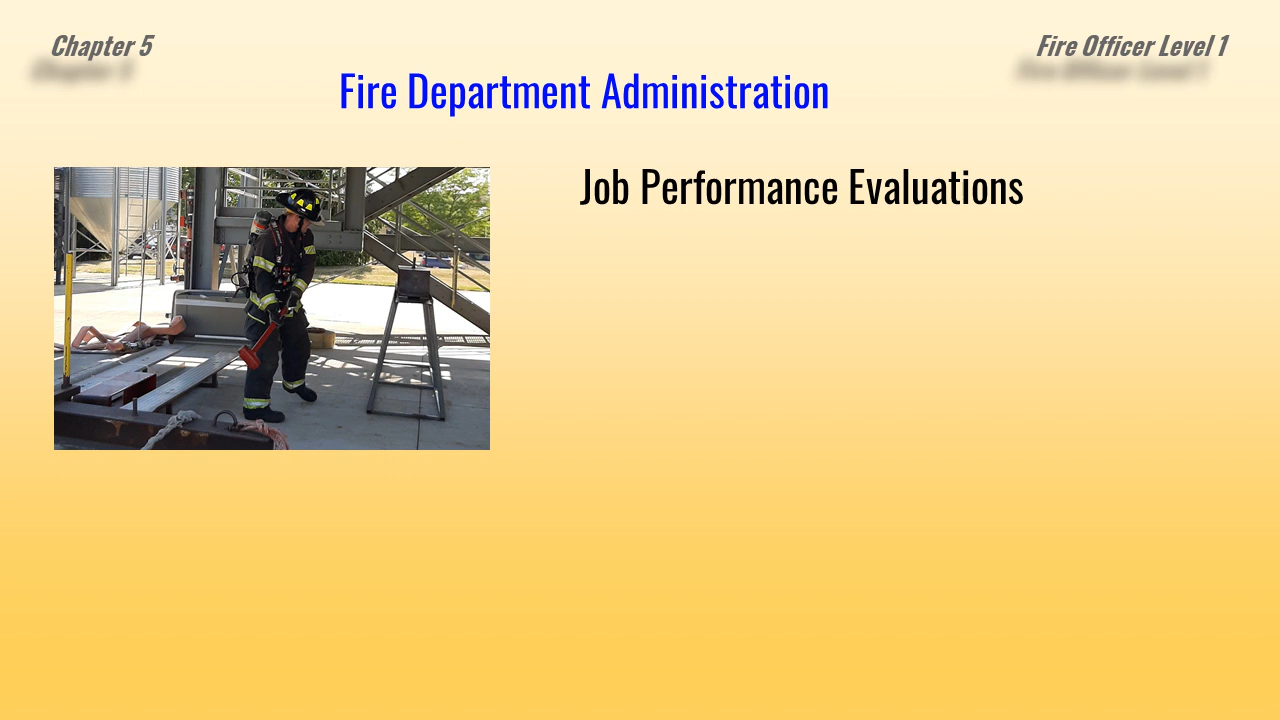 Chapter 5
Fire Officer Level 1
Fire Department Administration
Job Performance Evaluations